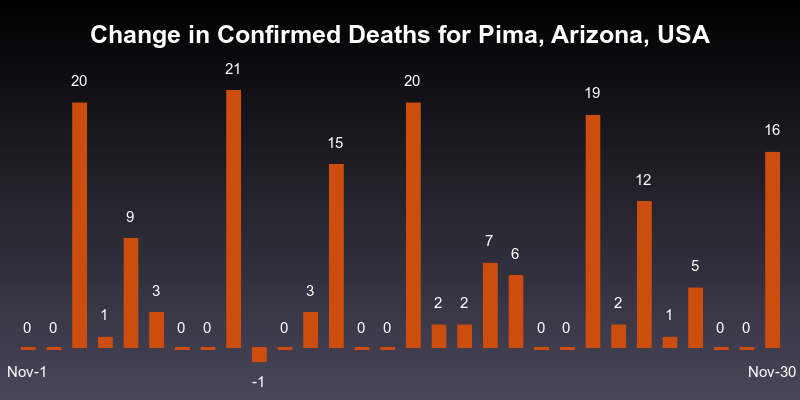 Change in Confirmed Deaths for Pima, Arizona, USA
0 0 20 1 9 3 0 0 21 -1 0 3 15 0 0 20 2 2 7 6 0 0 19 2 12 1 5 0 0 16
Nov-1 Nov-30